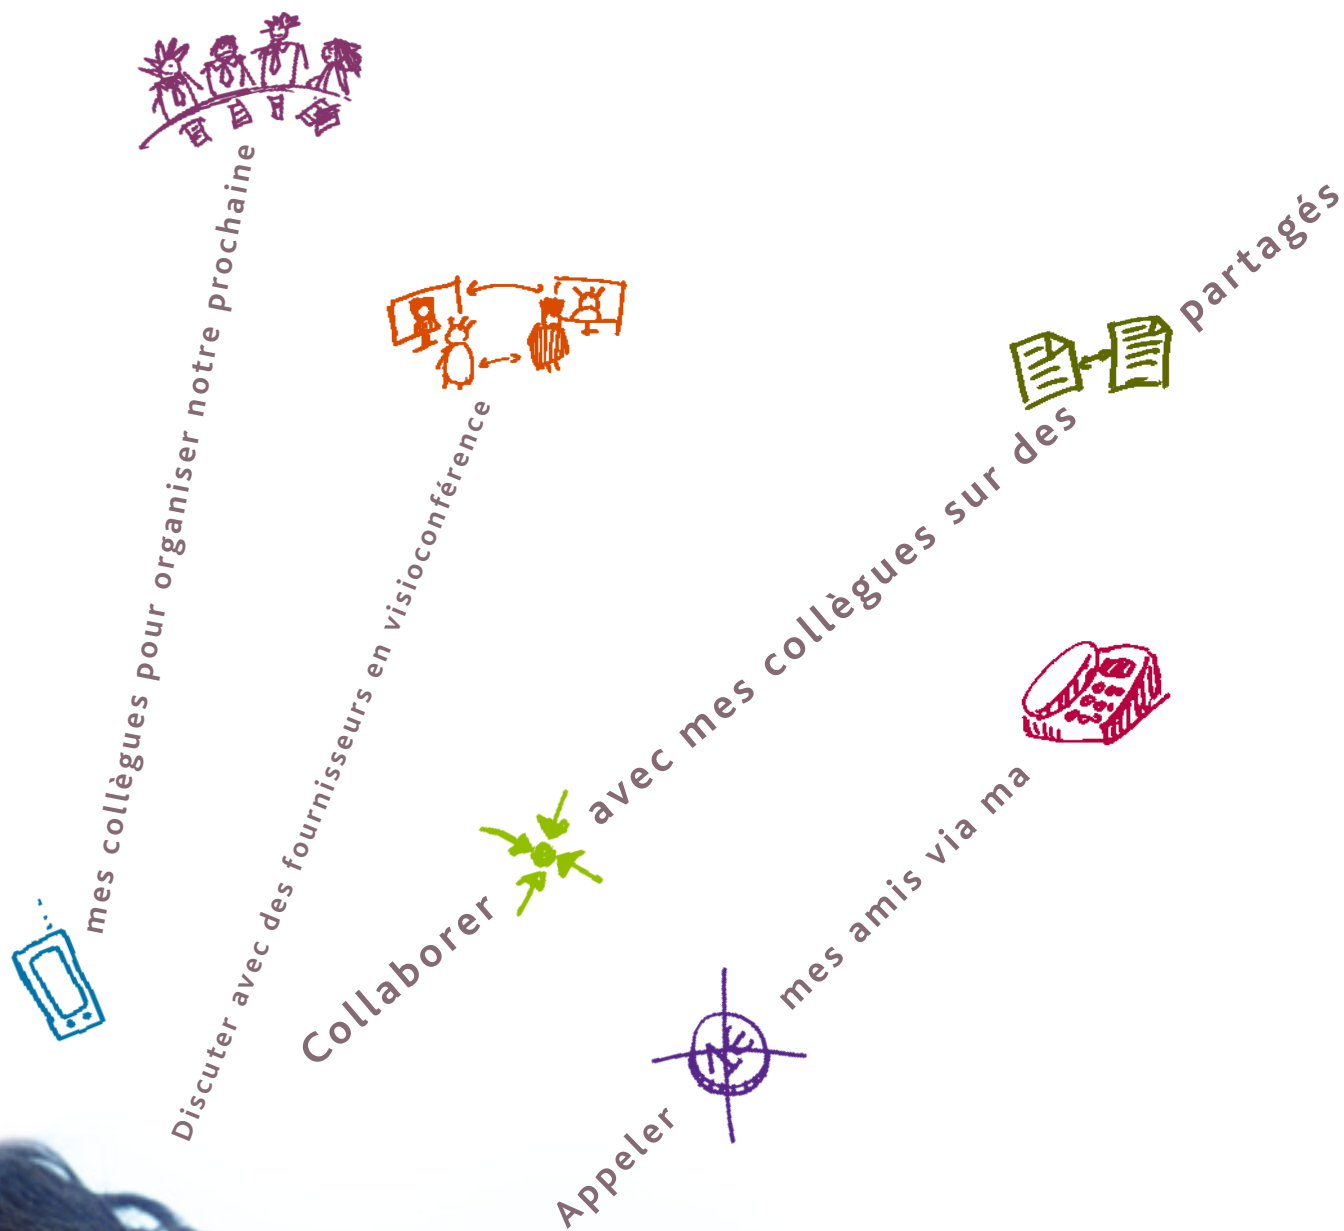 mes collègues pour organiser notre prochaine
Discuter avec des fournisseurs en visioconférence
Collaborer avec mes collègues sur des partagés
Appeler mes amis via ma